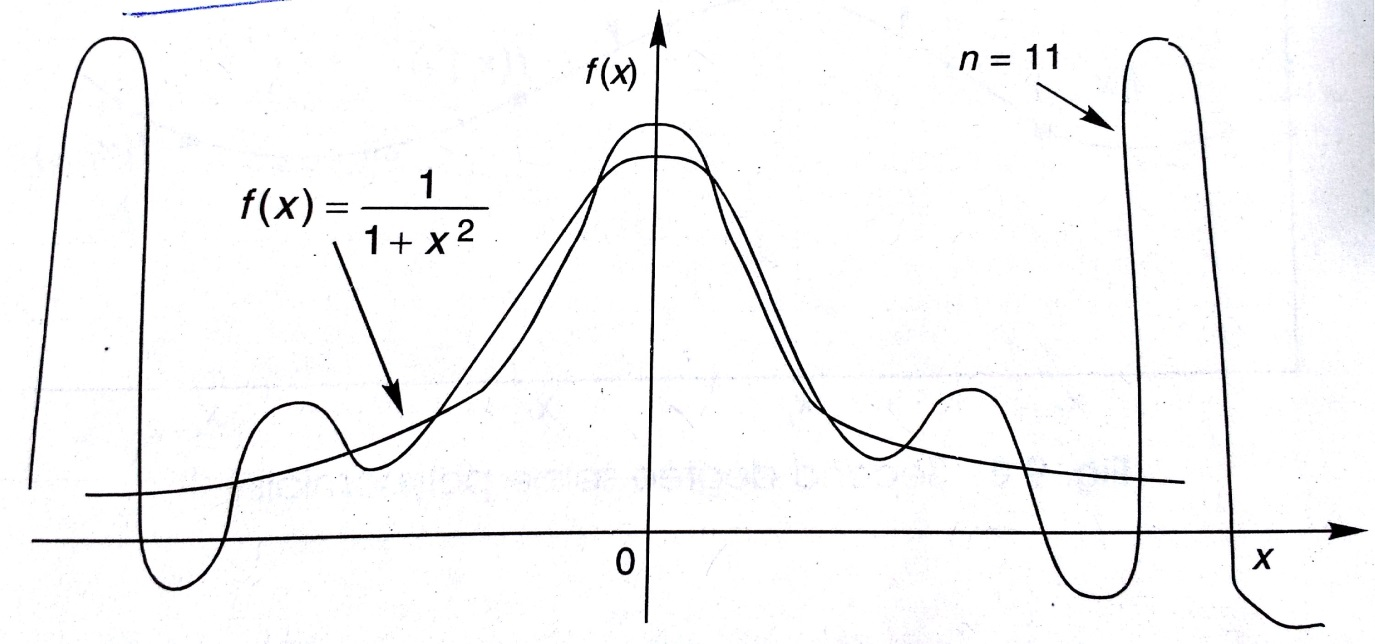 f(x)
n = 11
f(x) = 1 / (1 + x²)
0
x